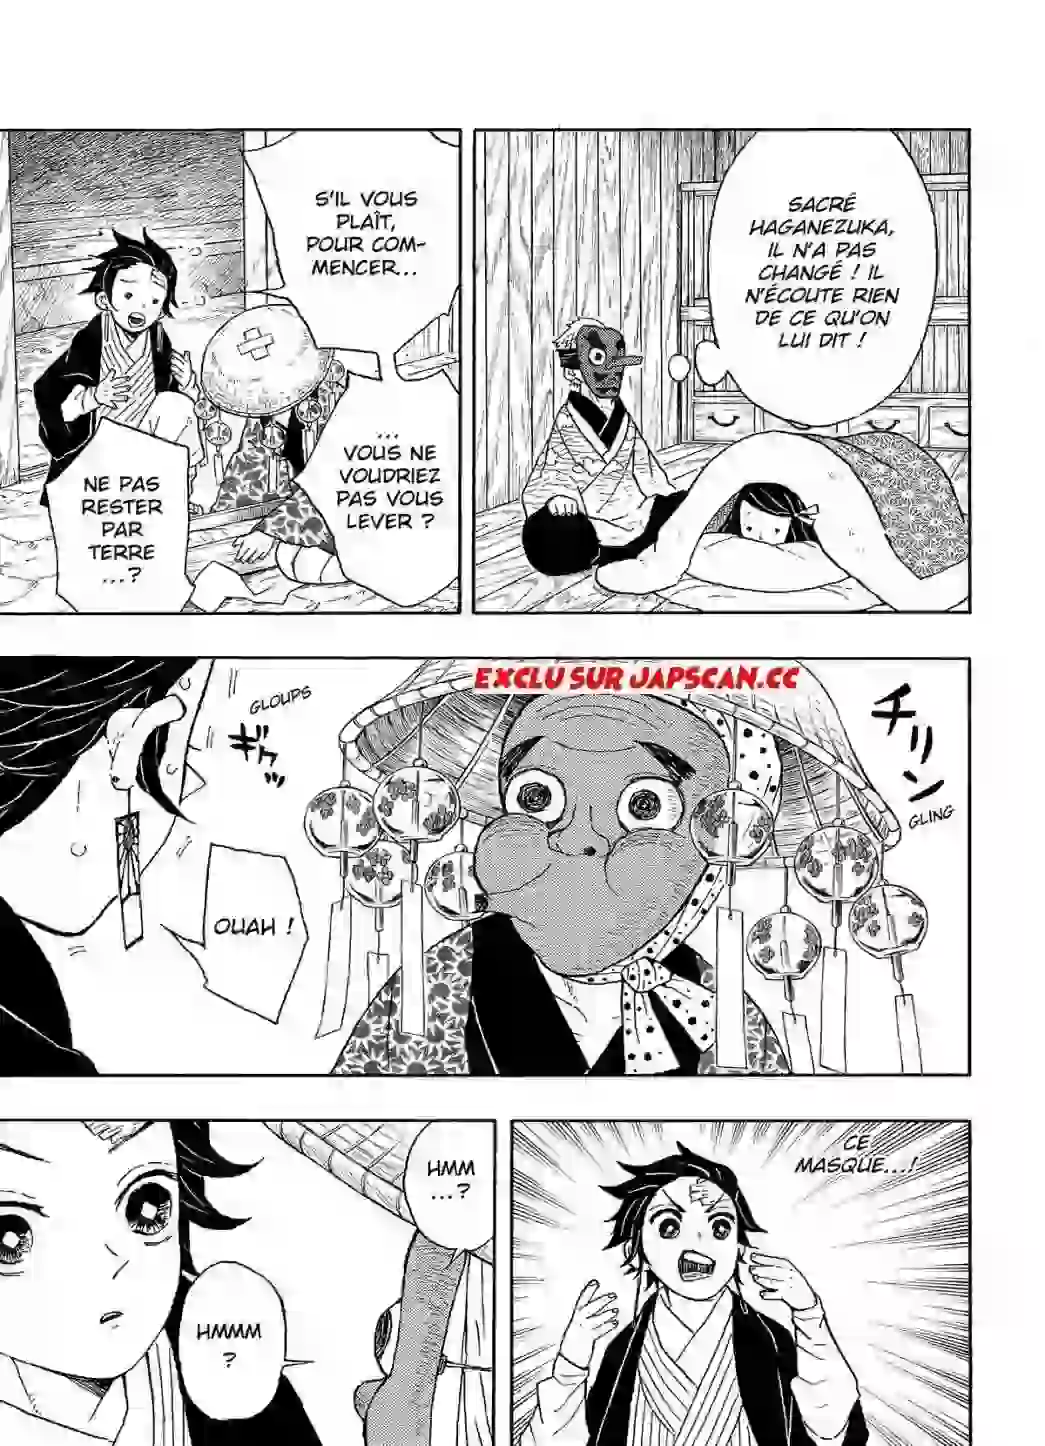 SACRÉ
HAGANEZUKA,
IL N'A PAS
CHANGÉ ! IL
N'ÉCOUTE RIEN
DE CE QU'ON
LUI DIT !
S'IL VOUS
PLAÎT,
POUR COM-
MENCER...
...
VOUS NE
VOUDRIEZ
PAS VOUS
LEVER ?
NE PAS
RESTER
PAR
TERRE
...?
EXCLU SUR JAPSCAN.CC
チリン
GLING
GLOUPS
ギクッ
OUAH !
CE
MASQUE...!
HMM
...?
HMMM
?